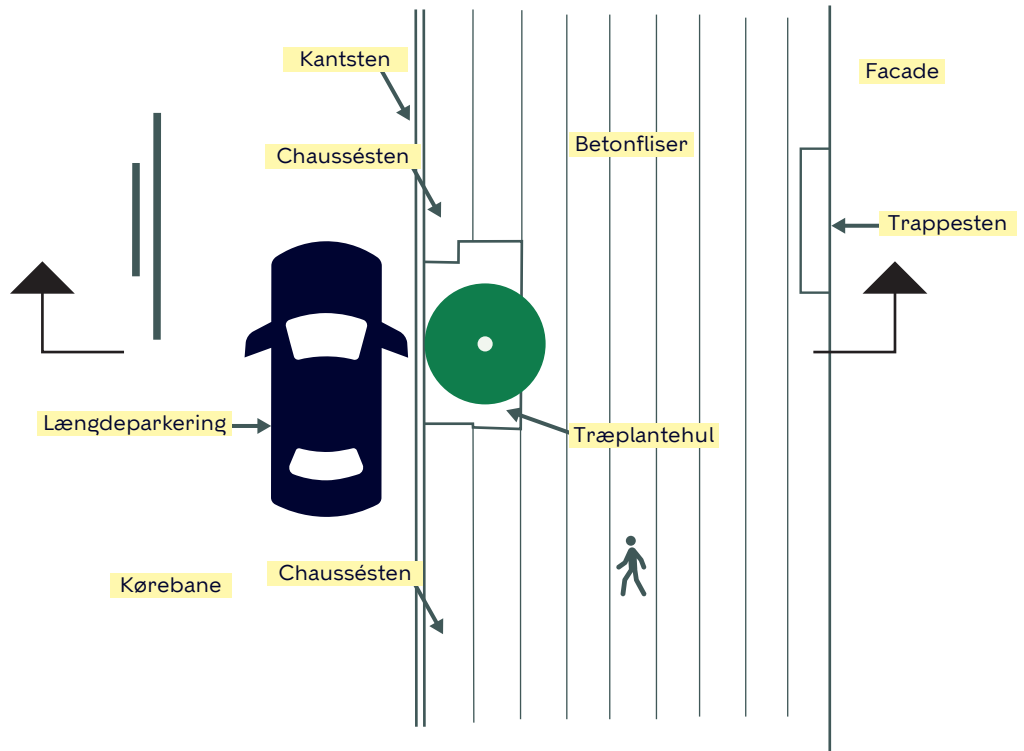 Kantsten
Facade
Betonfliser
Chaussésten
Trappesten
Længdeparkering
Træplantehul
Chaussésten
Kørebane